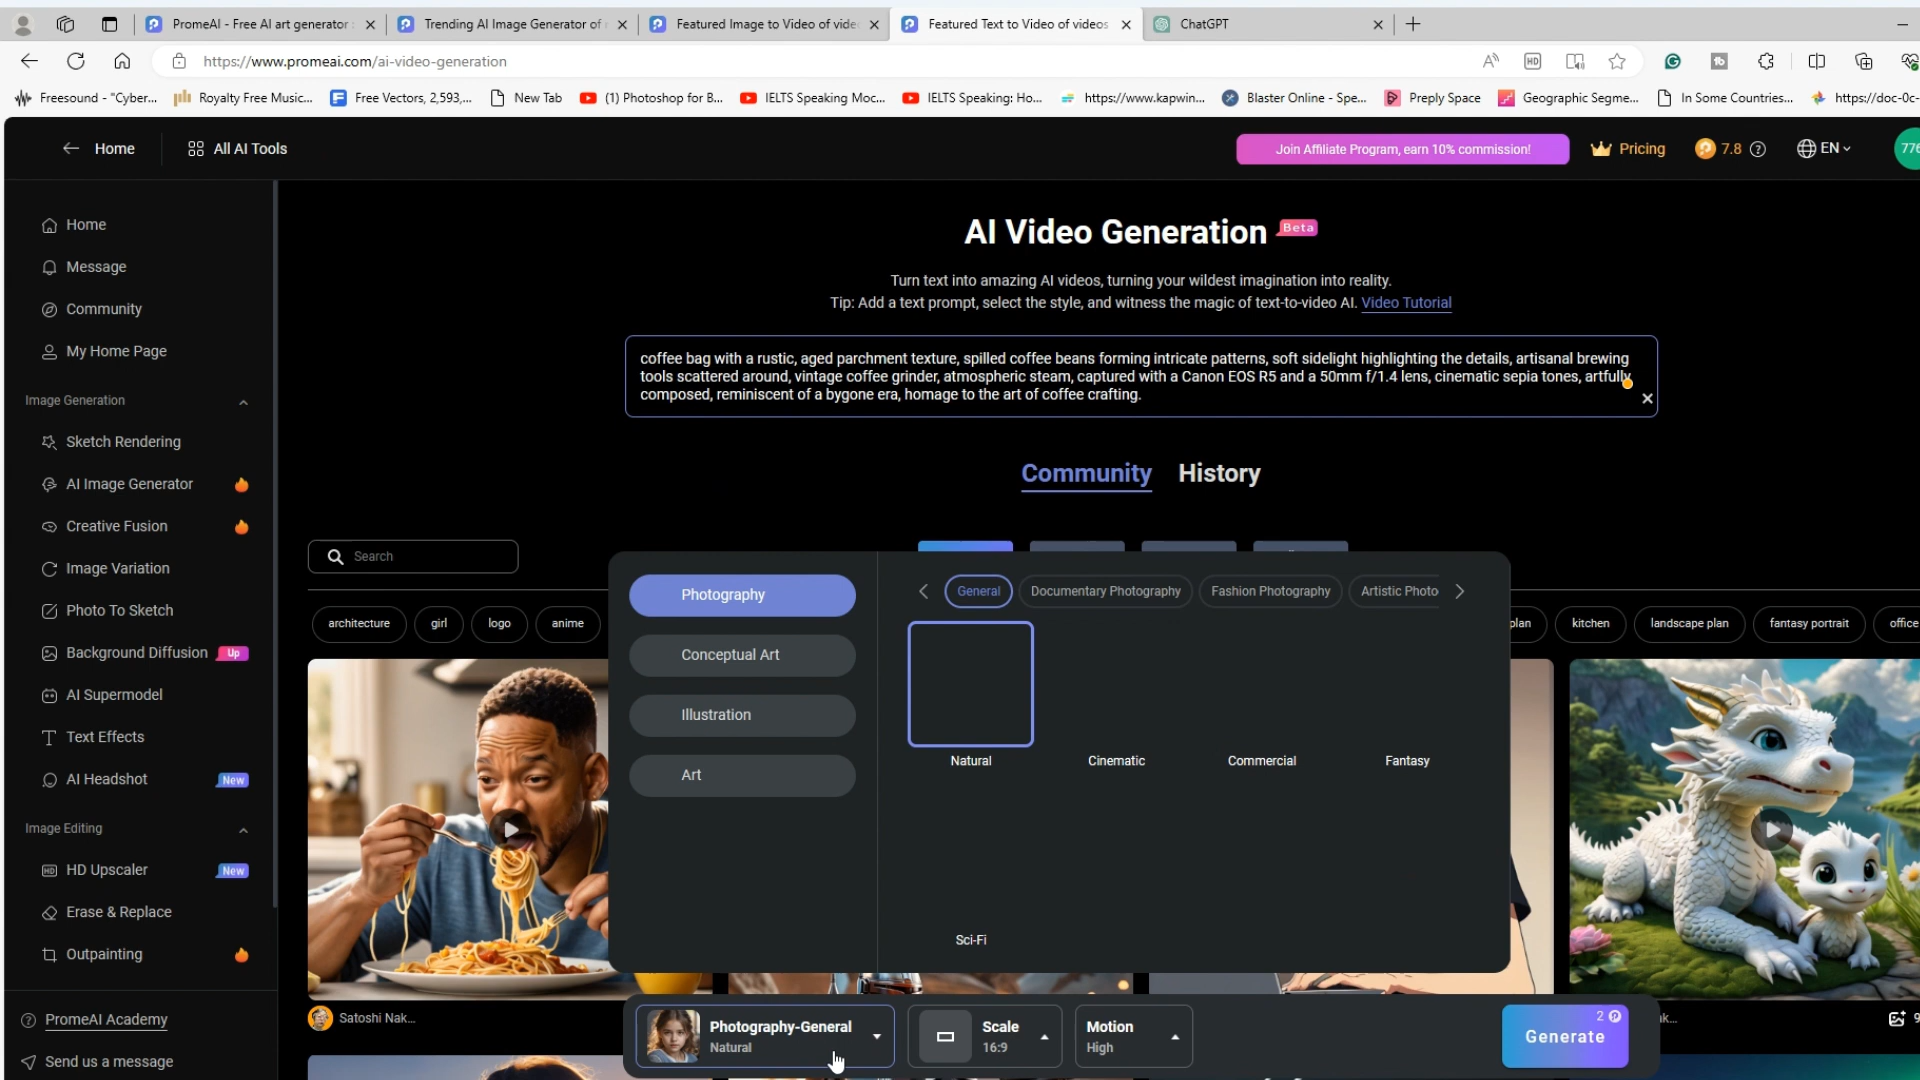 PromeAI - Free AI art generator
Trending AI Image Generator of
Featured Image to Video of vide
Featured Text to Video of videos
ChatGPT
https://www.promeai.com/ai-video-generation
HD
Freesound - "Cyber...
Royalty Free Music...
Free Vectors, 2,593,...
New Tab
(1) Photoshop for B...
IELTS Speaking Moc...
IELTS Speaking: Ho...
https://www.kapwin...
Blaster Online - Spe...
Preply Space
Geographic Segme...
In Some Countries...
https://doc-0c-
Home
All AI Tools
Join Affiliate Program, earn 10% commission!
Pricing
7.8
EN
776
Home
Message
Community
My Home Page
Image Generation
Sketch Rendering
AI Image Generator
Creative Fusion
Image Variation
Photo To Sketch
Background Diffusion Up
AI Supermodel
Text Effects
AI Headshot New
Image Editing
HD Upscaler New
Erase & Replace
Outpainting
PromeAI Academy
Send us a message
AI Video Generation Beta
Turn text into amazing AI videos, turning your wildest imagination into reality.
Tip: Add a text prompt, select the style, and witness the magic of text-to-video AI. Video Tutorial
coffee bag with a rustic, aged parchment texture, spilled coffee beans forming intricate patterns, soft sidelight highlighting the details, artisanal brewing
tools scattered around, vintage coffee grinder, atmospheric steam, captured with a Canon EOS R5 and a 50mm f/1.4 lens, cinematic sepia tones, artfully
composed, reminiscent of a bygone era, homage to the art of coffee crafting.
Community
History
Search
architecture
girl
logo
anime
plan
kitchen
landscape plan
fantasy portrait
office
Photography
Conceptual Art
Illustration
Art
General
Documentary Photography
Fashion Photography
Artistic Photo
Natural
Cinematic
Commercial
Fantasy
Sci-Fi
Satoshi Nak...
ak...
9
Photography-General
Natural
Scale
16:9
Motion
High
2
Generate